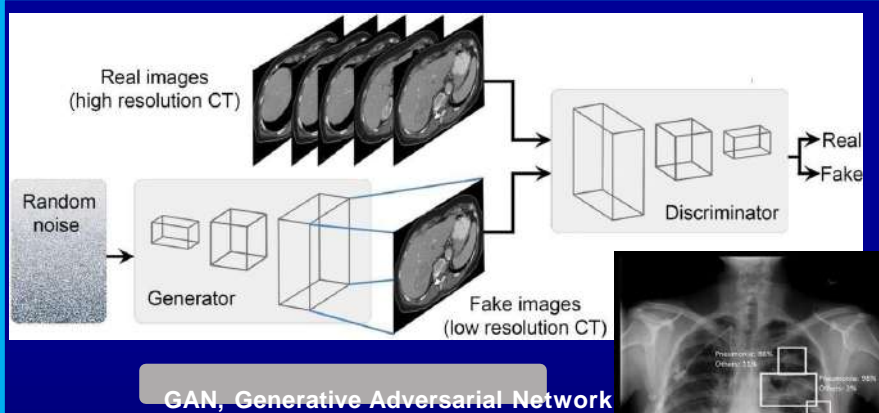 Real images
(high resolution CT)
Random
noise
Generator
Fake images
(low resolution CT)
Discriminator
Real
Fake
Pneumonia: 88%
Others: 11%
Pneumonia: 98%
Others: 2%
GAN, Generative Adversarial Network